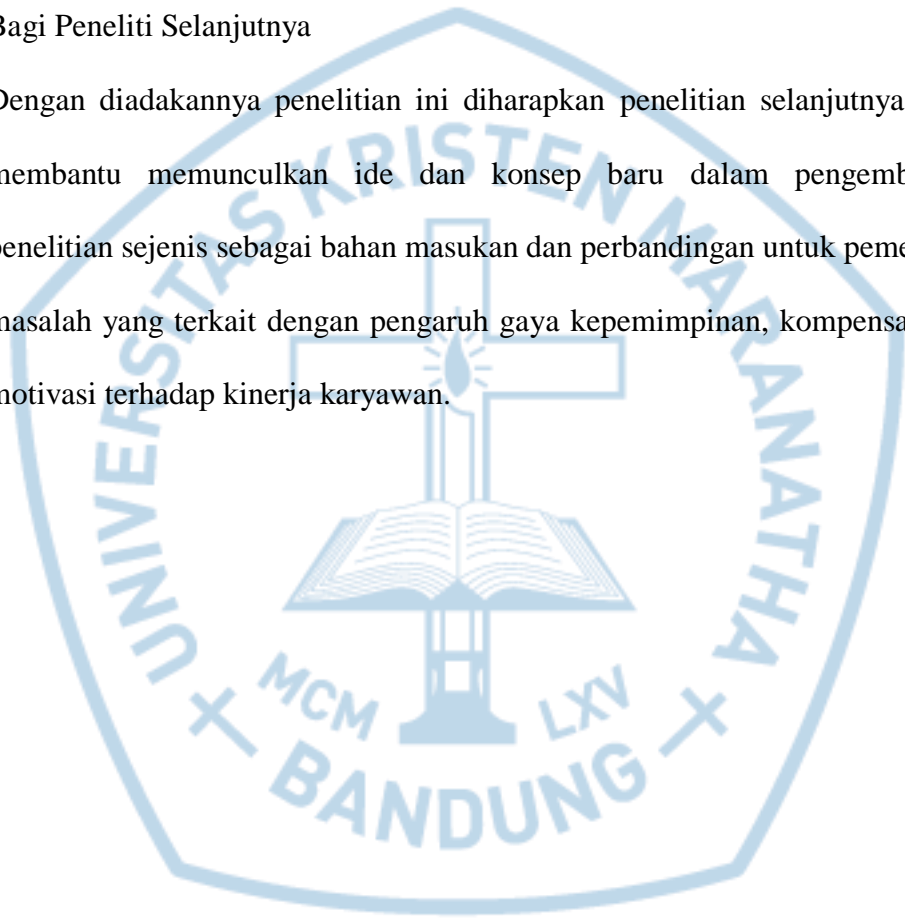 Bagi Peneliti Selanjutnya
Dengan diadakannya penelitian ini diharapkan penelitian selanjutnya
membantu memunculkan ide dan konsep baru dalam pengemb
penelitian sejenis sebagai bahan masukan dan perbandingan untuk peme
masalah yang terkait dengan pengaruh gaya kepemimpinan, kompensa
motivasi terhadap kinerja karyawan.
UNIVERSITAS KRISTEN MARANATHA
MCM LXV
BANDUNG